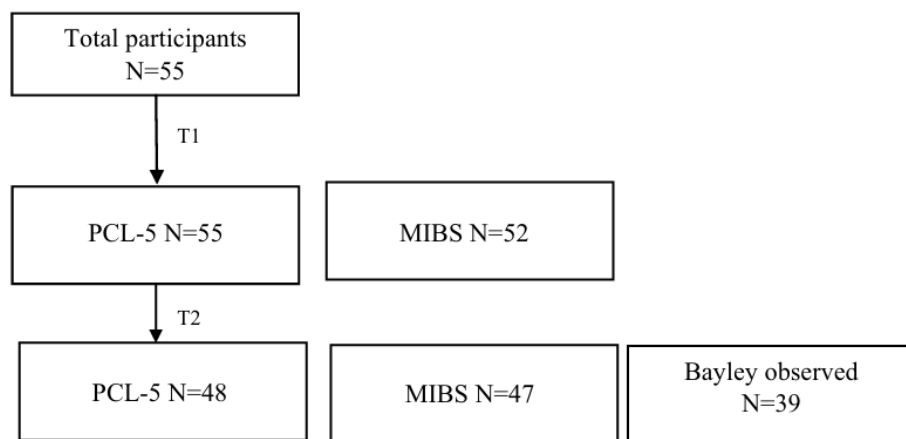 Total participants
N=55
T1
PCL-5 N=55
MIBS N=52
T2
PCL-5 N=48
MIBS N=47
Bayley observed
N=39